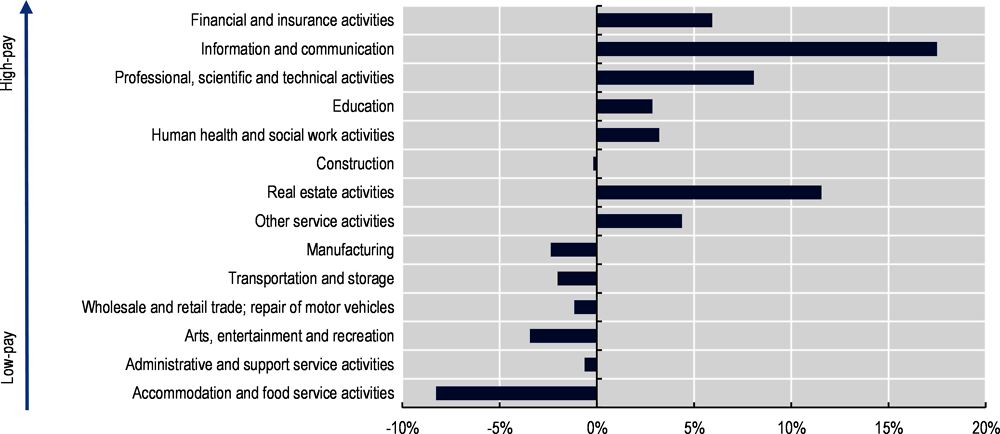 High-pay
Low-pay
Financial and insurance activities
Information and communication
Professional, scientific and technical activities
Education
Human health and social work activities
Construction
Real estate activities
Other service activities
Manufacturing
Transportation and storage
Wholesale and retail trade; repair of motor vehicles
Arts, entertainment and recreation
Administrative and support service activities
Accommodation and food service activities
-10% -5% 0% 5% 10% 15% 20%